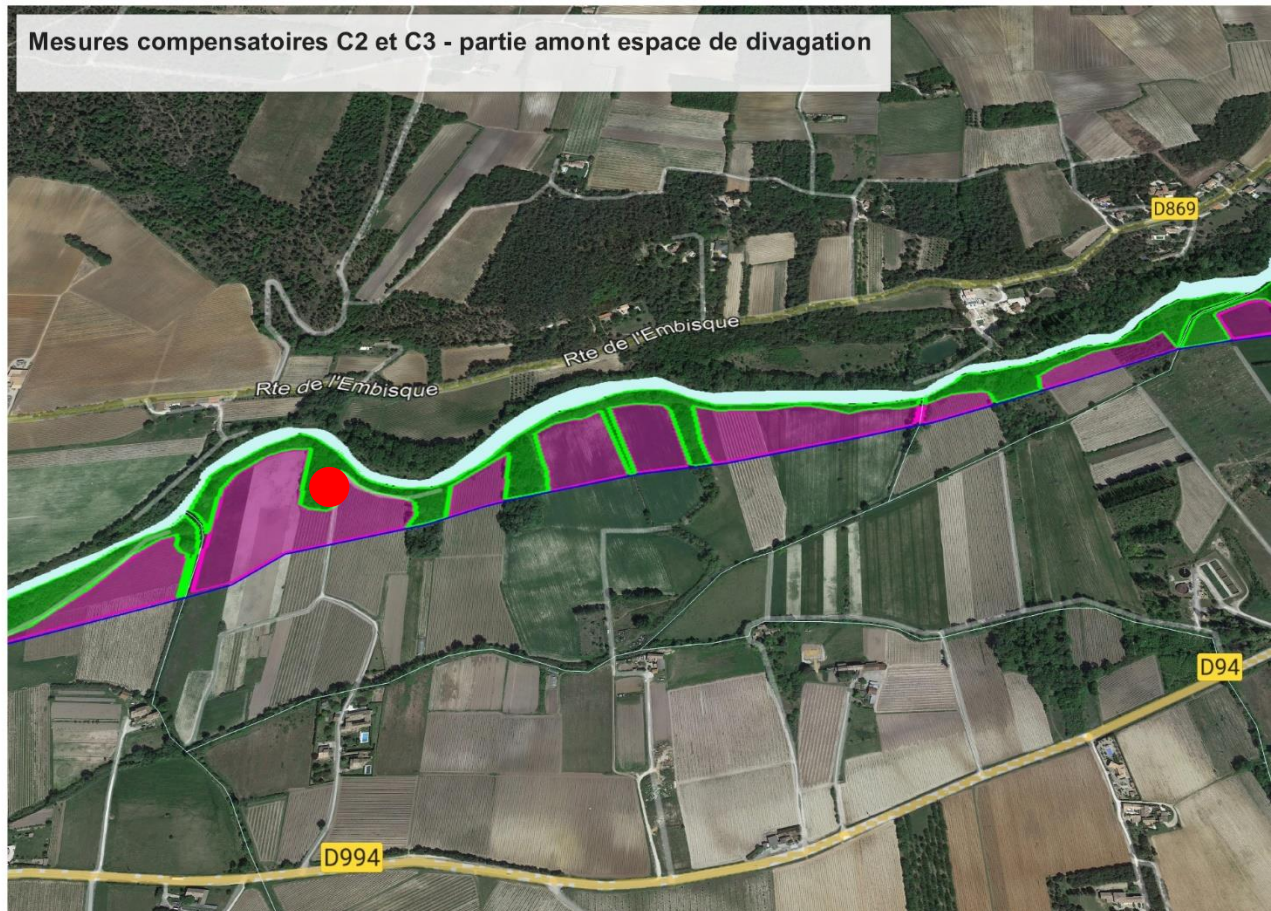 Mesures compensatoires C2 et C3 - partie amont espace de divagation
D869
Rte de l'Embisque
Rte de l'Embisque
D94
D994